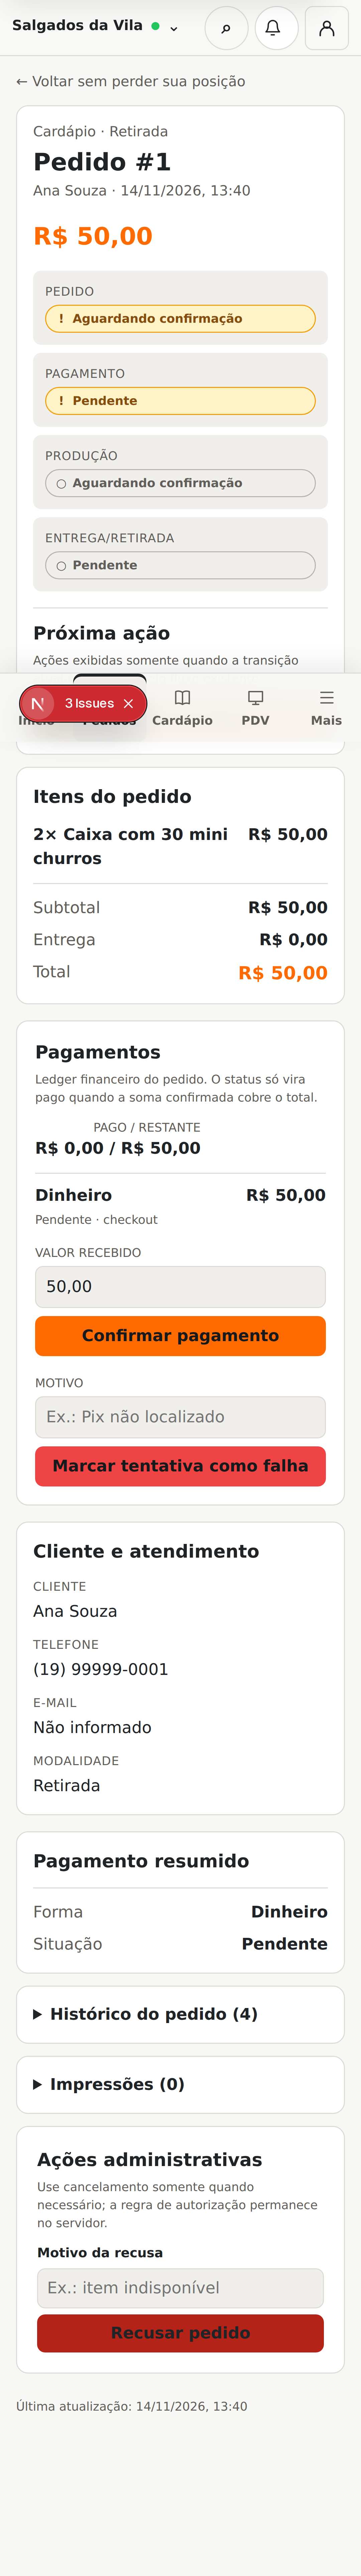 Salgados da Vila
← Voltar sem perder sua posição
Cardápio · Retirada
Pedido #1
Ana Souza · 14/11/2026, 13:40
R$ 50,00
PEDIDO
! Aguardando confirmação
PAGAMENTO
! Pendente
PRODUÇÃO
○ Aguardando confirmação
ENTREGA/RETIRADA
○ Pendente
Próxima ação
Ações exibidas somente quando a transição
N 3 Issues ×
Início Pedidos Cardápio PDV Mais
Itens do pedido
2× Caixa com 30 mini R$ 50,00
churros
Subtotal R$ 50,00
Entrega R$ 0,00
Total R$ 50,00
Pagamentos
Ledger financeiro do pedido. O status só vira
pago quando a soma confirmada cobre o total.
PAGO / RESTANTE
R$ 0,00 / R$ 50,00
Dinheiro R$ 50,00
Pendente · checkout
VALOR RECEBIDO
50,00
Confirmar pagamento
MOTIVO
Ex.: Pix não localizado
Marcar tentativa como falha
Cliente e atendimento
CLIENTE
Ana Souza
TELEFONE
(19) 99999-0001
E-MAIL
Não informado
MODALIDADE
Retirada
Pagamento resumido
Forma Dinheiro
Situação Pendente
▶ Histórico do pedido (4)
▶ Impressões (0)
Ações administrativas
Use cancelamento somente quando
necessário; a regra de autorização permanece
no servidor.
Motivo da recusa
Ex.: item indisponível
Recusar pedido
Última atualização: 14/11/2026, 13:40